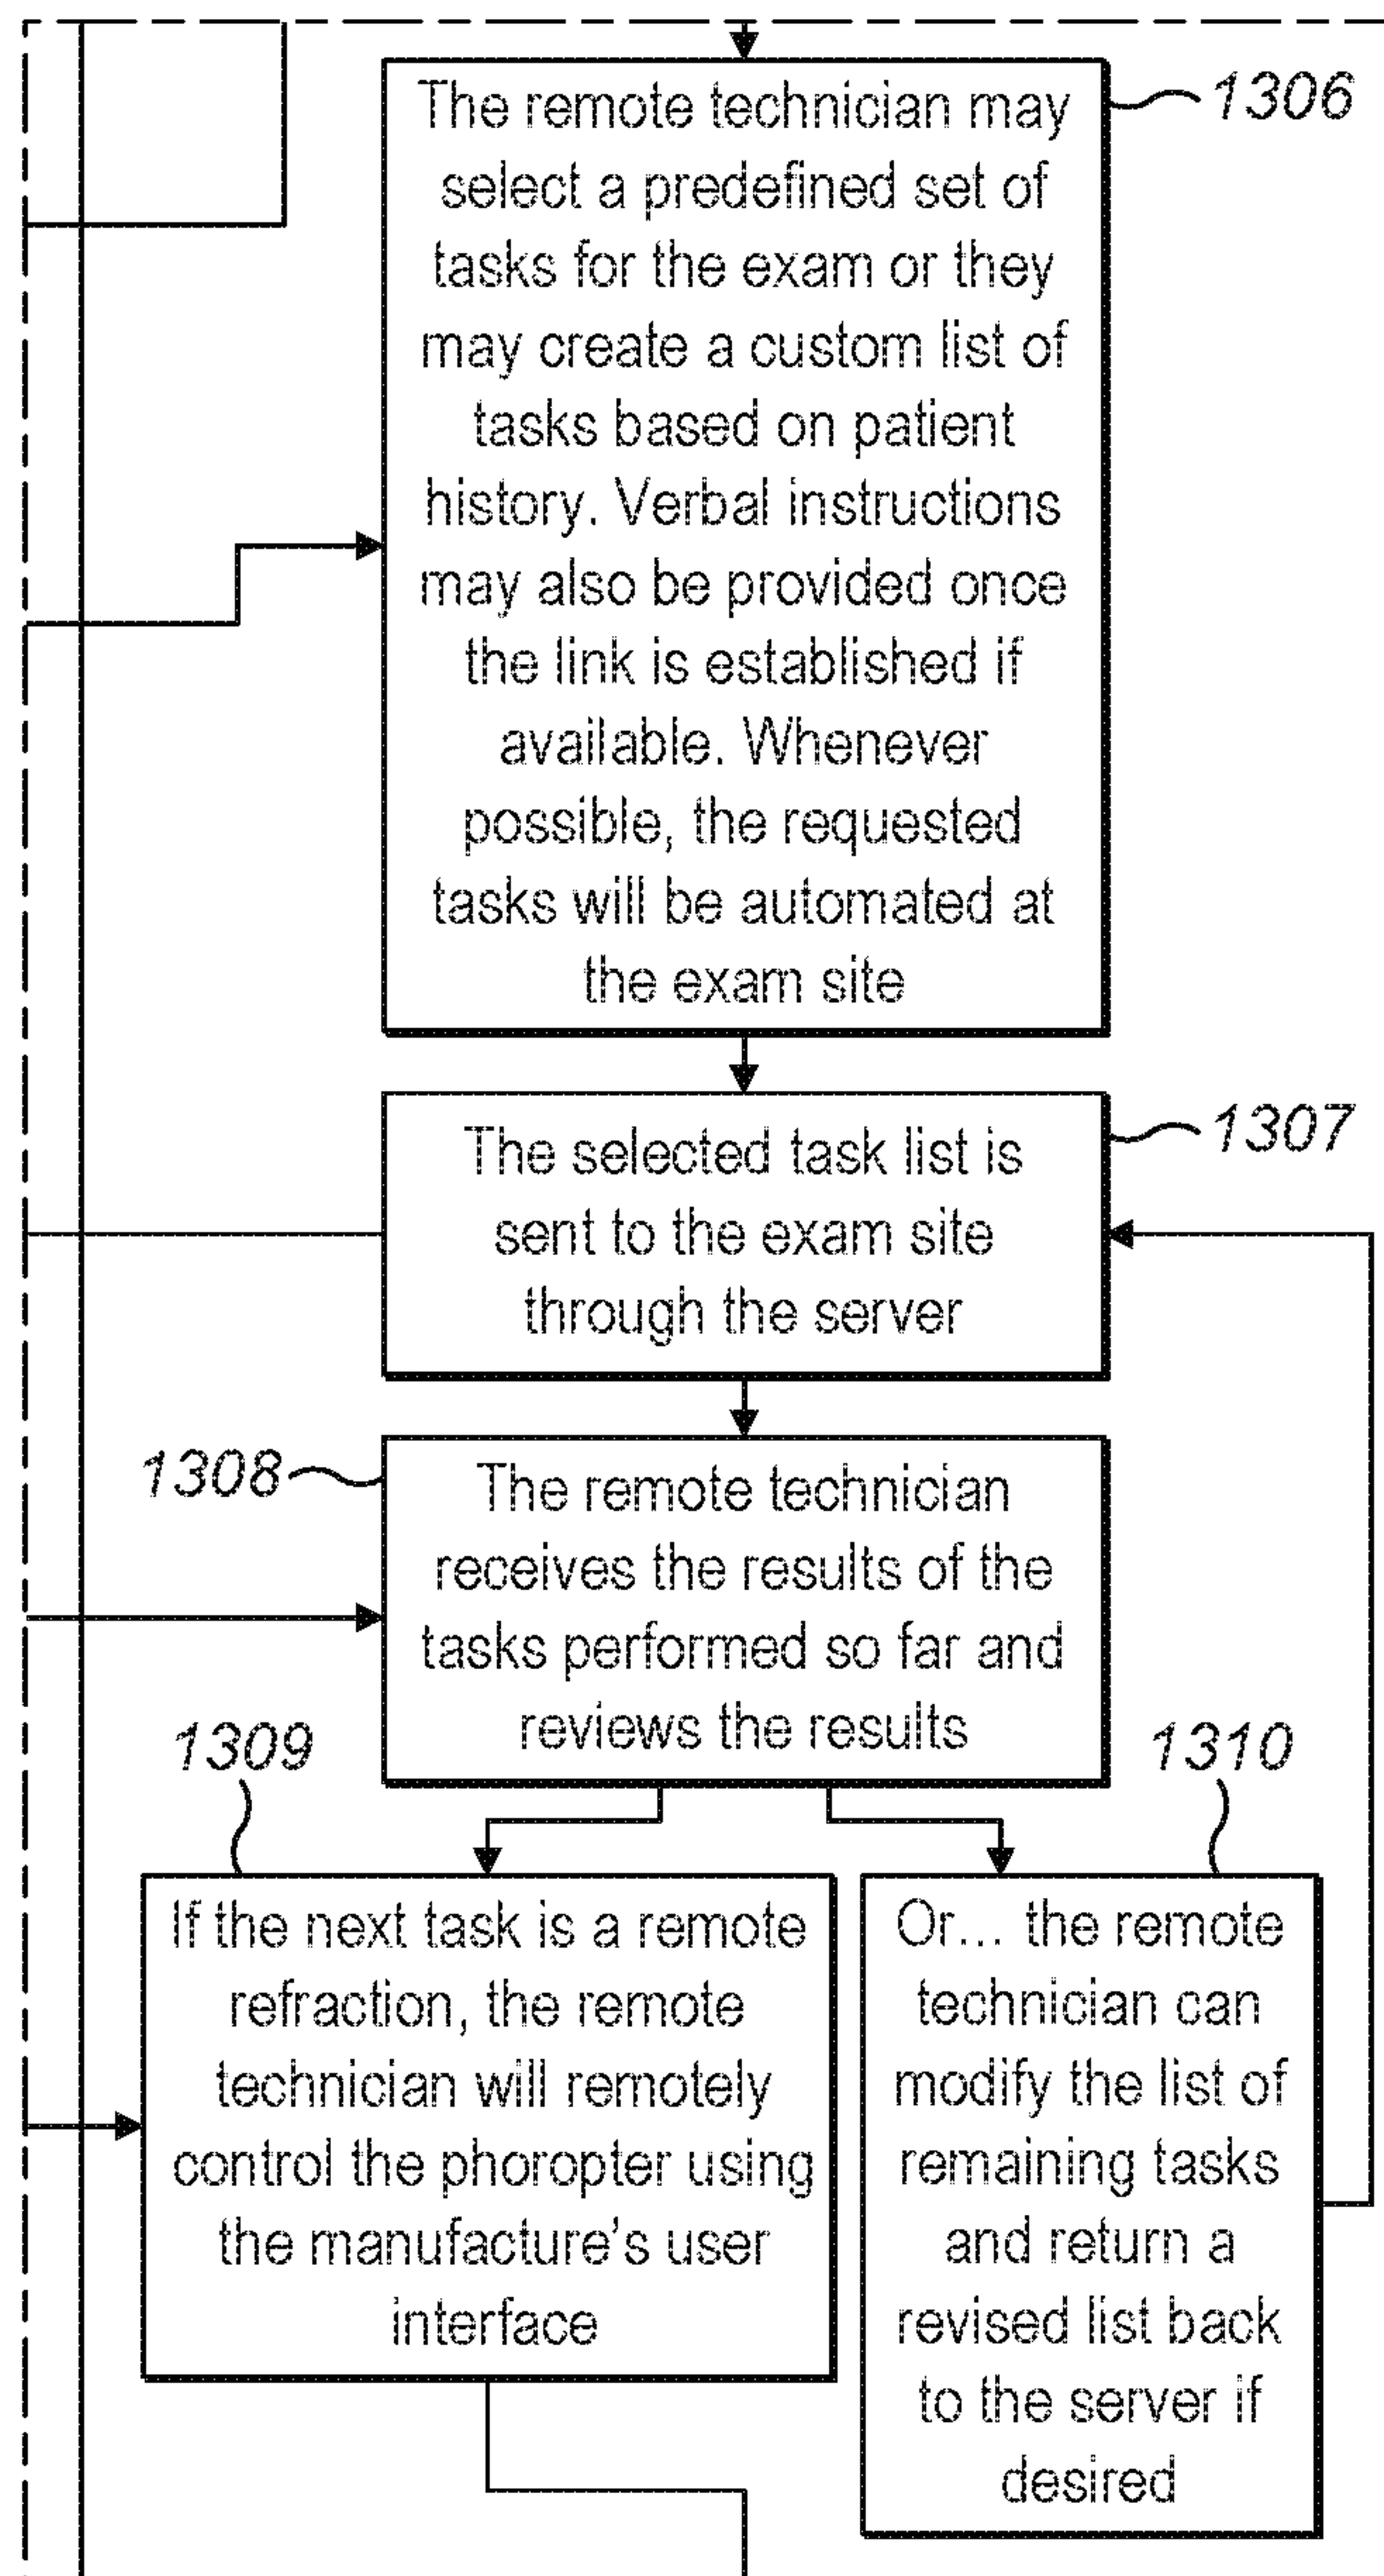 1306
The remote technician may
select a predefined set of
tasks for the exam or they
may create a custom list of
tasks based on patient
history. Verbal instructions
may also be provided once
the link is established if
available. Whenever
possible, the requested
tasks will be automated at
the exam site
1307
The selected task list is
sent to the exam site
through the server
1308
The remote technician
receives the results of the
tasks performed so far and
reviews the results
1309
If the next task is a remote
refraction, the remote
technician will remotely
control the phoropter using
the manufacture's user
interface
1310
Or... the remote
technician can
modify the list of
remaining tasks
and return a
revised list back
to the server if
desired